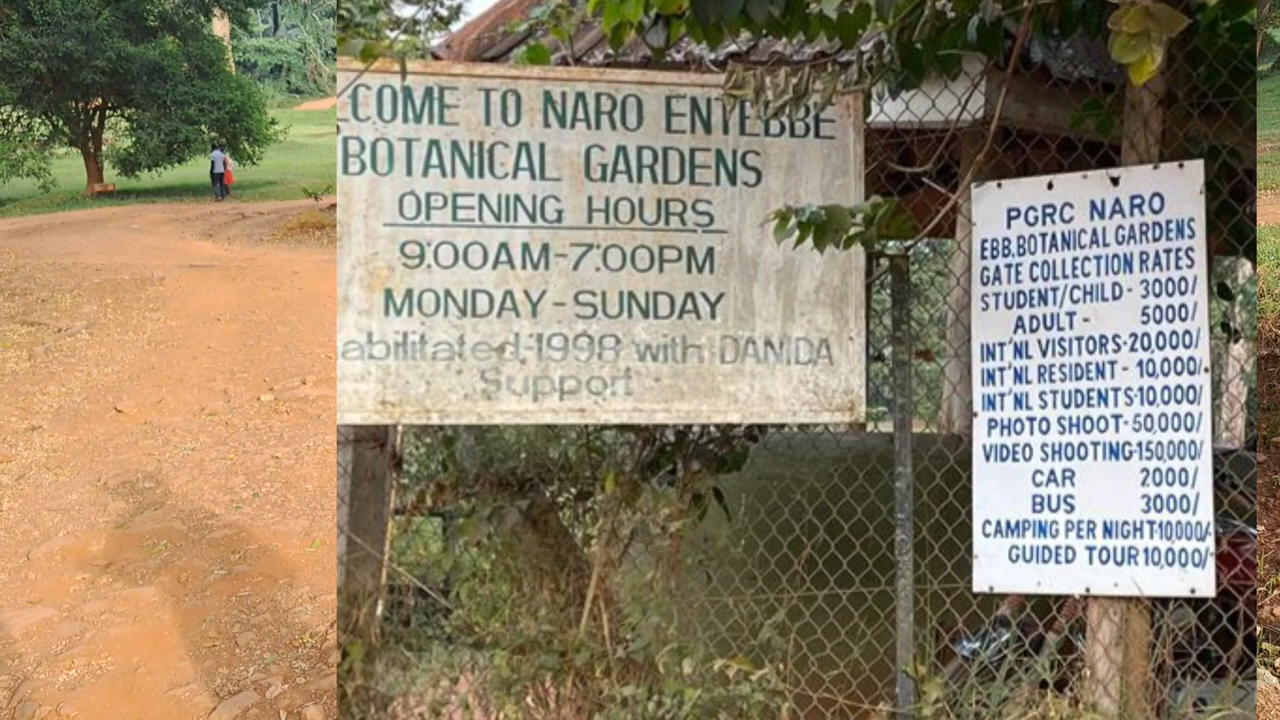 LCOME TO NARO ENTEBBE
BOTANICAL GARDENS
OPENING HOURS
9:00AM-7:00PM
MONDAY-SUNDAY
abilitated, 1998 with DANIDA
Support
PGRC NARO
EBB.BOTANICAL GARDENS
GATE COLLECTION RATES
STUDENT/CHILD - 3000/
ADULT - 5000/
INT'NL VISITORS-20,000/
INT'NL RESIDENT - 10,000/
INT'NL STUDENTS-10,000/
PHOTO SHOOT-50,000/
VIDEO SHOOTING-150,000/
CAR 2000/
BUS 3000/
CAMPING PER NIGHT-10000/
GUIDED TOUR 10,000/